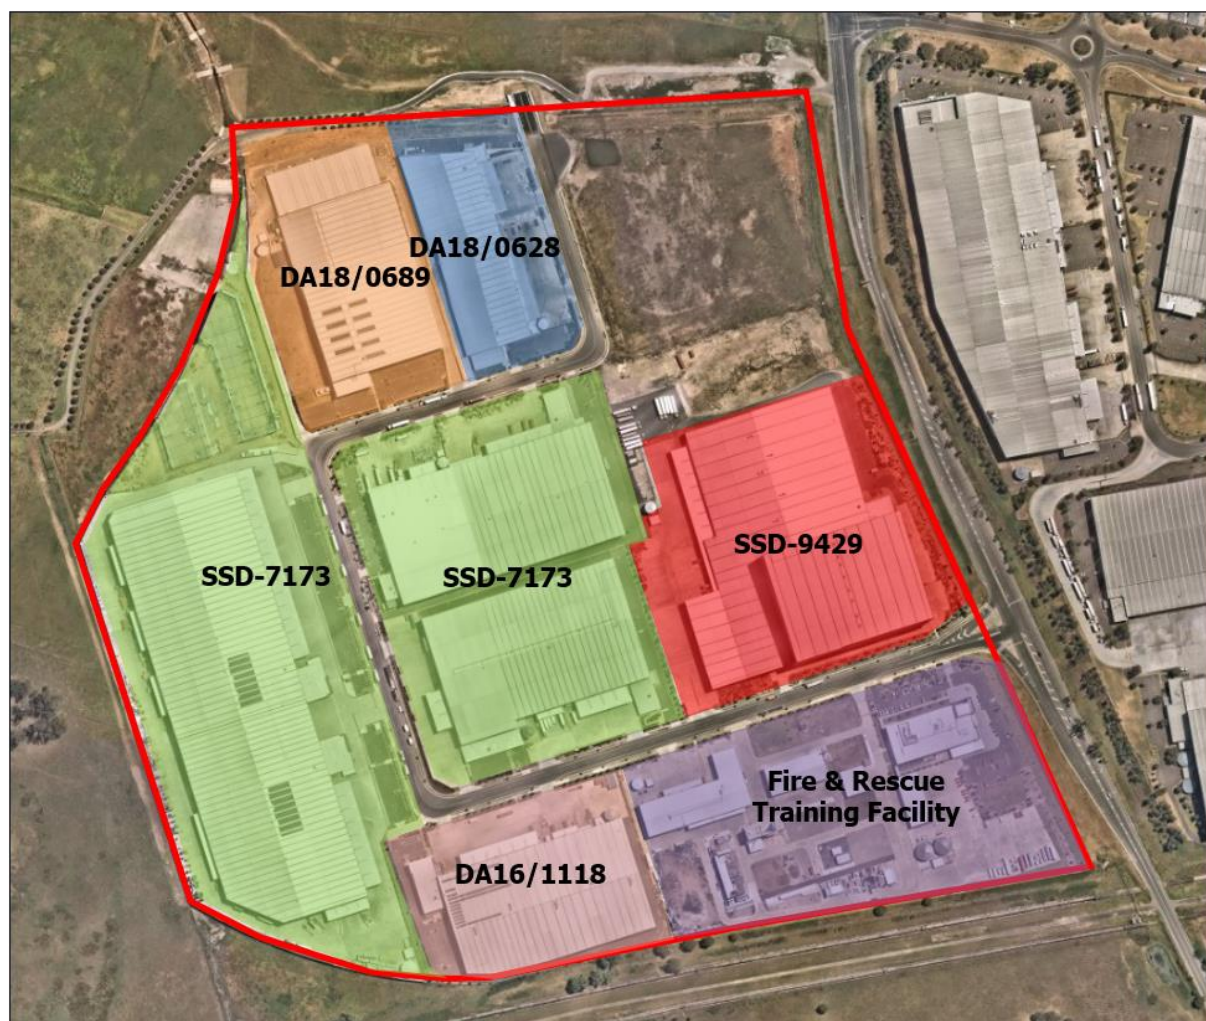 DA18/0628
DA18/0689
SSD-9429
SSD-7173
SSD-7173
Fire & Rescue
Training Facility
DA16/1118